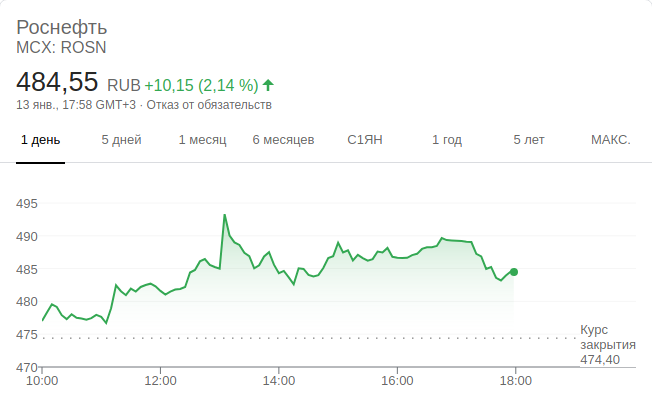 Роснефть
MCX: ROSN
484,55 RUB +10,15 (2,14 %)
13 янв., 17:58 GMT+3 · Отказ от обязательств
1 день 5 дней 1 месяц 6 месяцев С1ЯН 1 год 5 лет МАКС.
495
490
485
480
475
470
Курс
закрытия
474,40
10:00 12:00 14:00 16:00 18:00